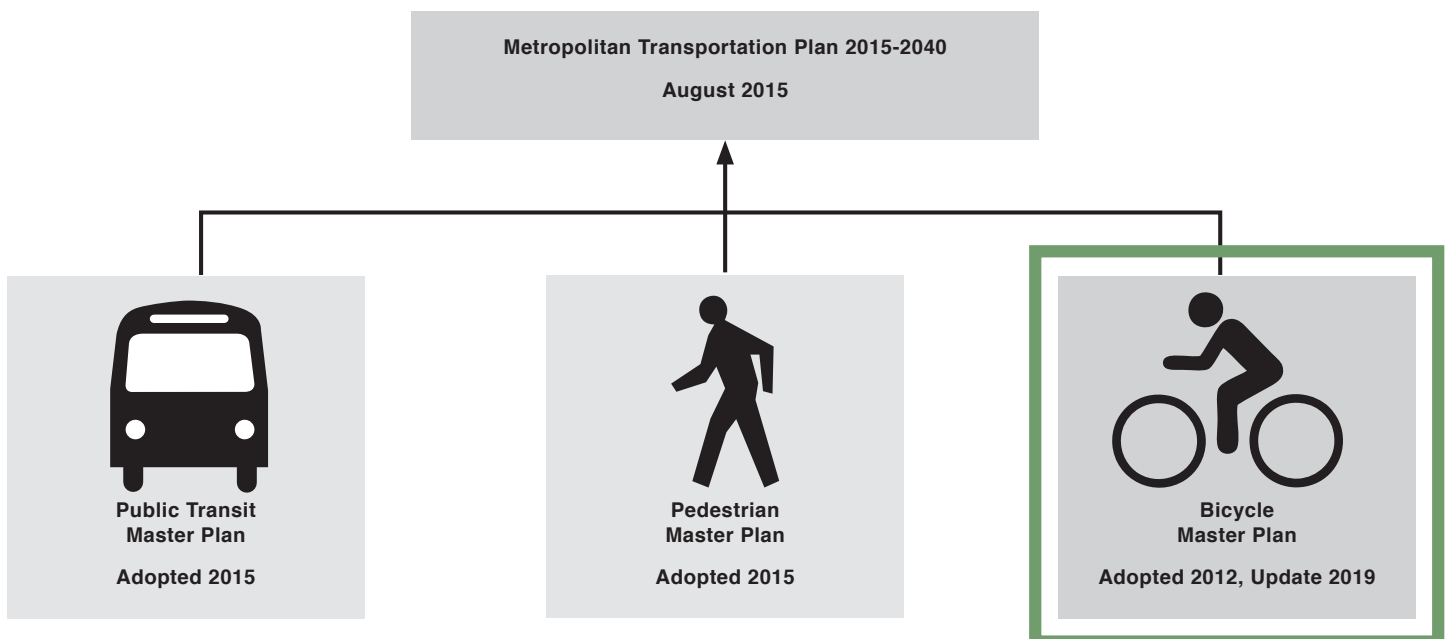 Metropolitan Transportation Plan 2015-2040
August 2015
Public Transit
Master Plan
Adopted 2015
Pedestrian
Master Plan
Adopted 2015
Bicycle
Master Plan
Adopted 2012, Update 2019